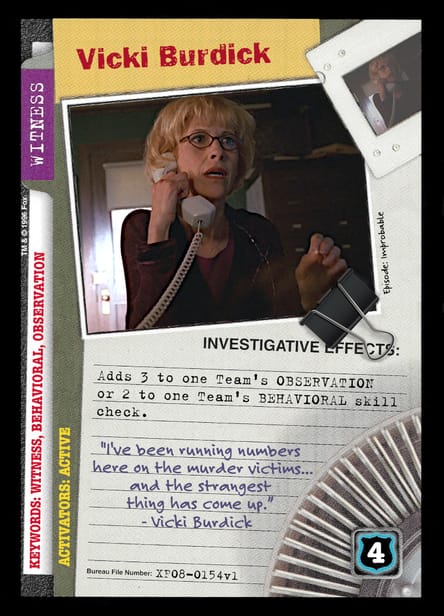 Vicki Burdick
WITNESS
TM & © 1996 Fox
KEYWORDS: WITNESS, BEHAVIORAL, OBSERVATION
ACTIVATORS: ACTIVE
Episode: Improbable
INVESTIGATIVE EFFECTS:
Adds 3 to one Team's OBSERVATION
or 2 to one Team's BEHAVIORAL skill
check.
"I've been running numbers
here on the murder victims...
and the strangest
thing has come up."
- Vicki Burdick
Bureau File Number: XF08-0154v1
4